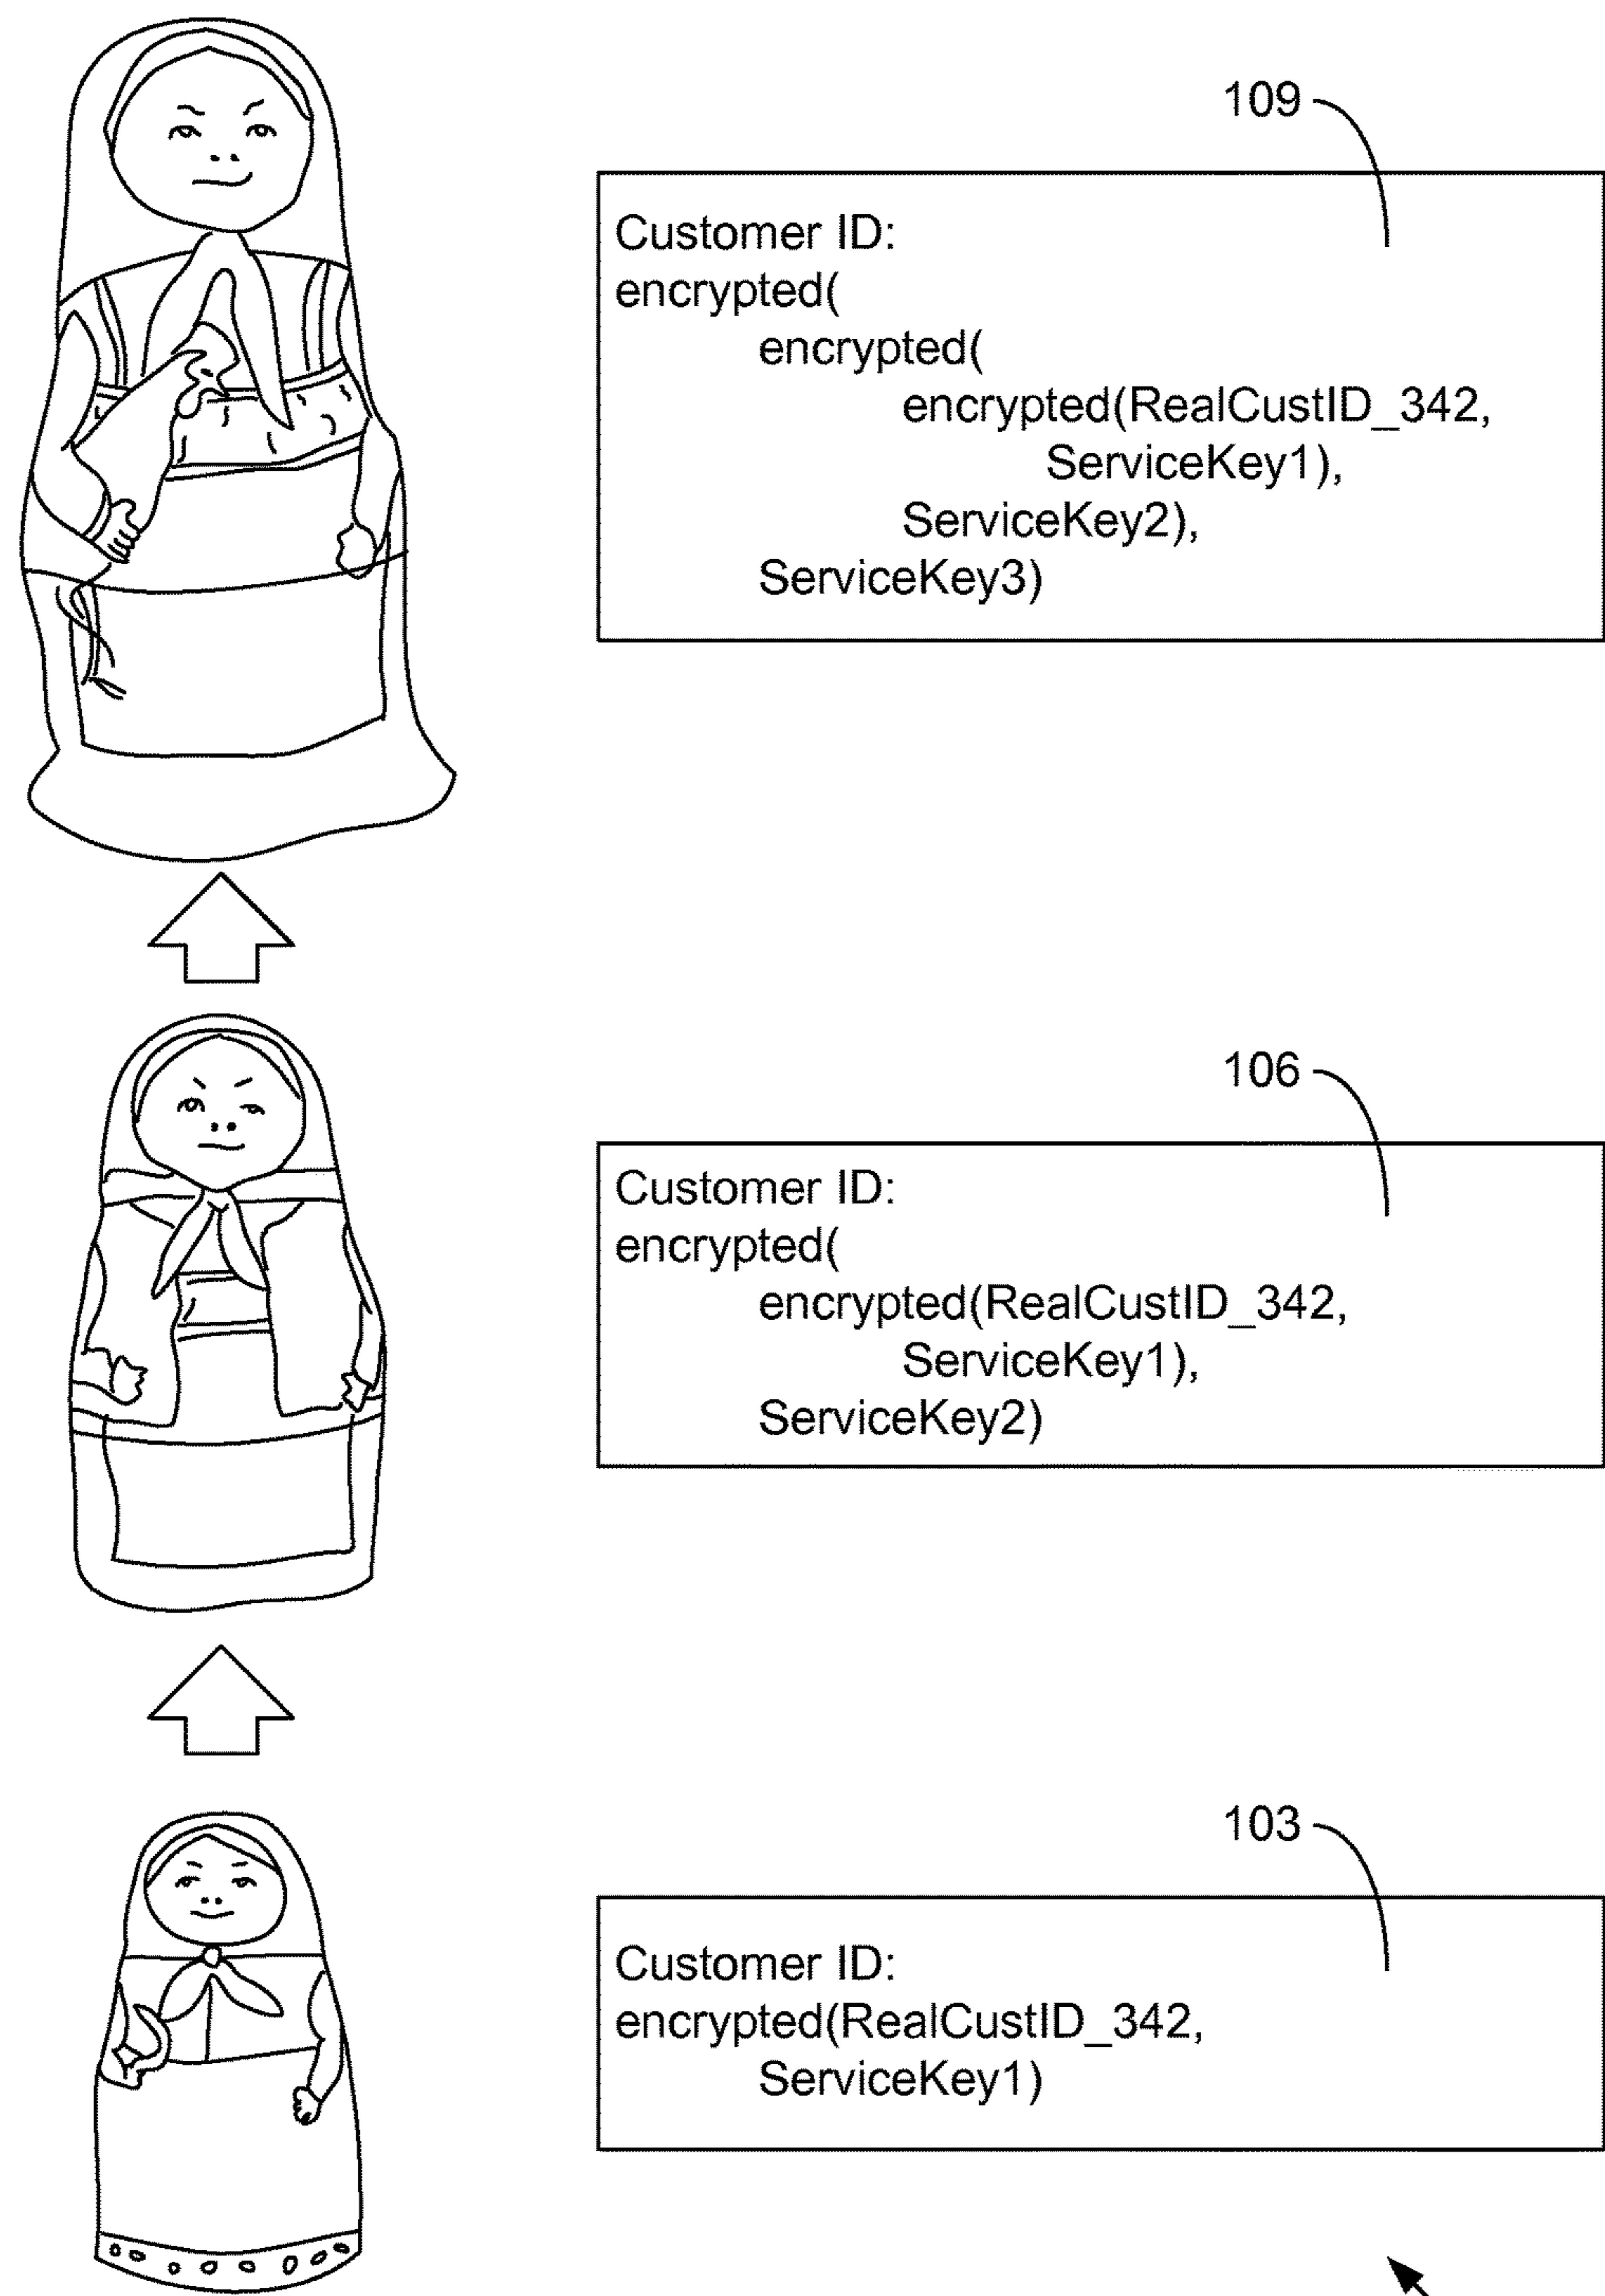 109
Customer ID:
encrypted(
encrypted(
encrypted(RealCustID_342,
ServiceKey1),
ServiceKey2),
ServiceKey3)
106
Customer ID:
encrypted(
encrypted(RealCustID_342,
ServiceKey1),
ServiceKey2)
103
Customer ID:
encrypted(RealCustID_342,
ServiceKey1)